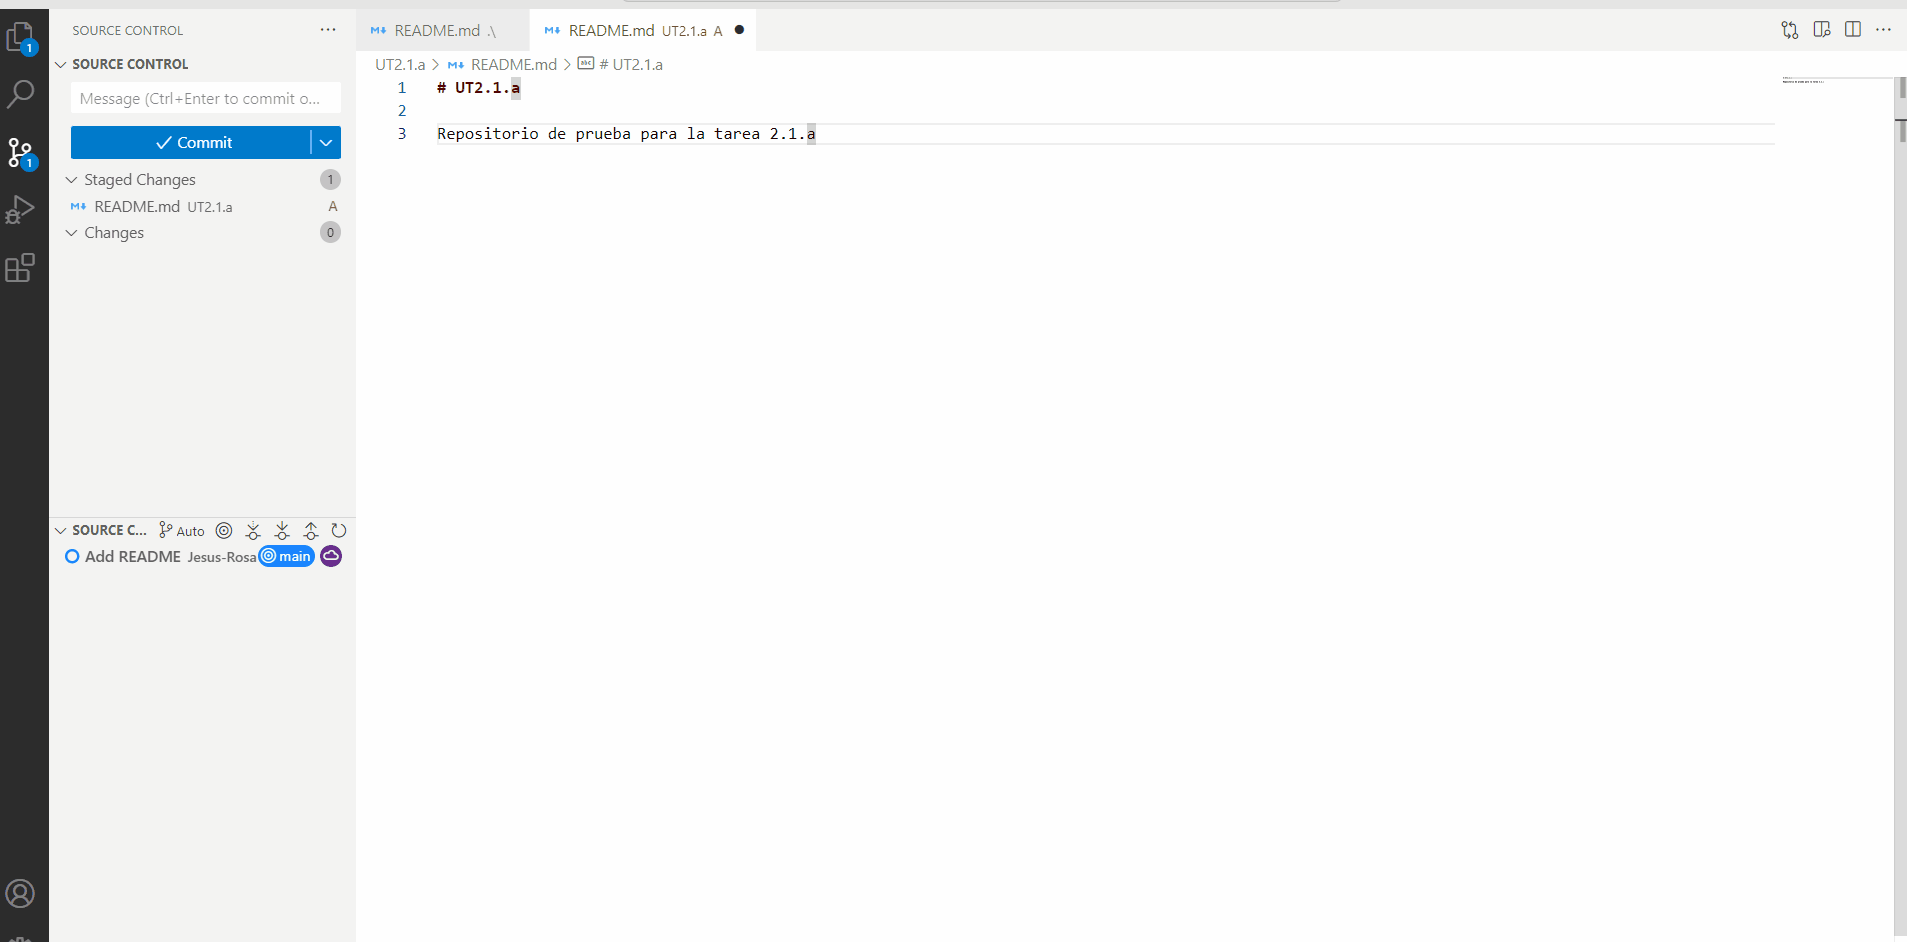 SOURCE CONTROL ···
SOURCE CONTROL
Message (Ctrl+Enter to commit o...
Commit
Staged Changes 1
README.md UT2.1.a A
Changes 0
SOURCE C... Auto
Add README Jesus-Rosa main
1
1
README.md .\
README.md UT2.1.a A
UT2.1.a > README.md > # UT2.1.a
1 # UT2.1.a
2
3 Repositorio de prueba para la tarea 2.1.a